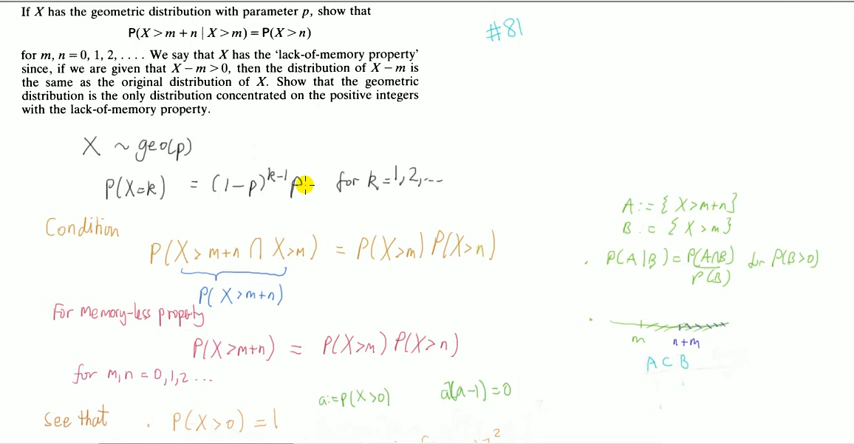 If X has the geometric distribution with parameter p, show that
P(X > m + n | X > m) = P(X > n)
for m, n = 0, 1, 2, . . . . We say that X has the 'lack-of-memory property'
since, if we are given that X − m > 0, then the distribution of X − m is
the same as the original distribution of X. Show that the geometric
distribution is the only distribution concentrated on the positive integers
with the lack-of-memory property.
#81
X ~ geo(p)
P(X=k) = (1-p)^{k-1} p for k=1,2,...
Condition
P(X>m+n ∩ X>m) = P(X>m) P(X>n)
P(X>m+n)
For memory-less property
P(X>m+n) = P(X>m) P(X>n)
for m,n = 0,1,2 ...
a:=P(X>0) a(a-1)=0
See that . P(X>0) = 1
A := { X>m+n}
B := { X>m}
P(A|B) = P(A∩B)/P(B) for P(B>0)
m n+m
A ⊂ B